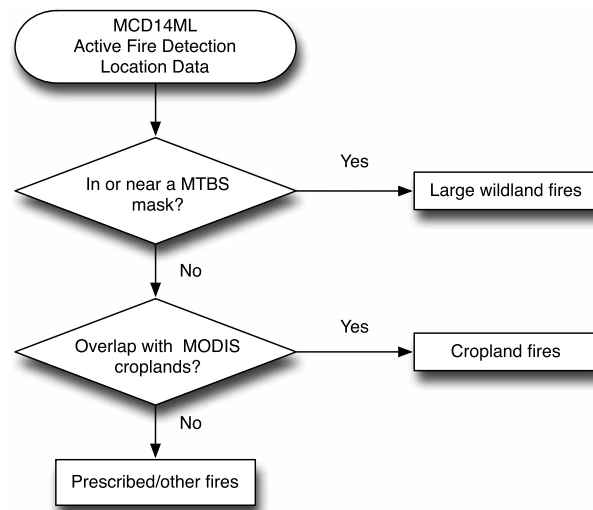 MCD14ML
Active Fire Detection
Location Data
In or near a MTBS
mask?
Yes
Large wildland fires
No
Overlap with MODIS
croplands?
Yes
Cropland fires
No
Prescribed/other fires